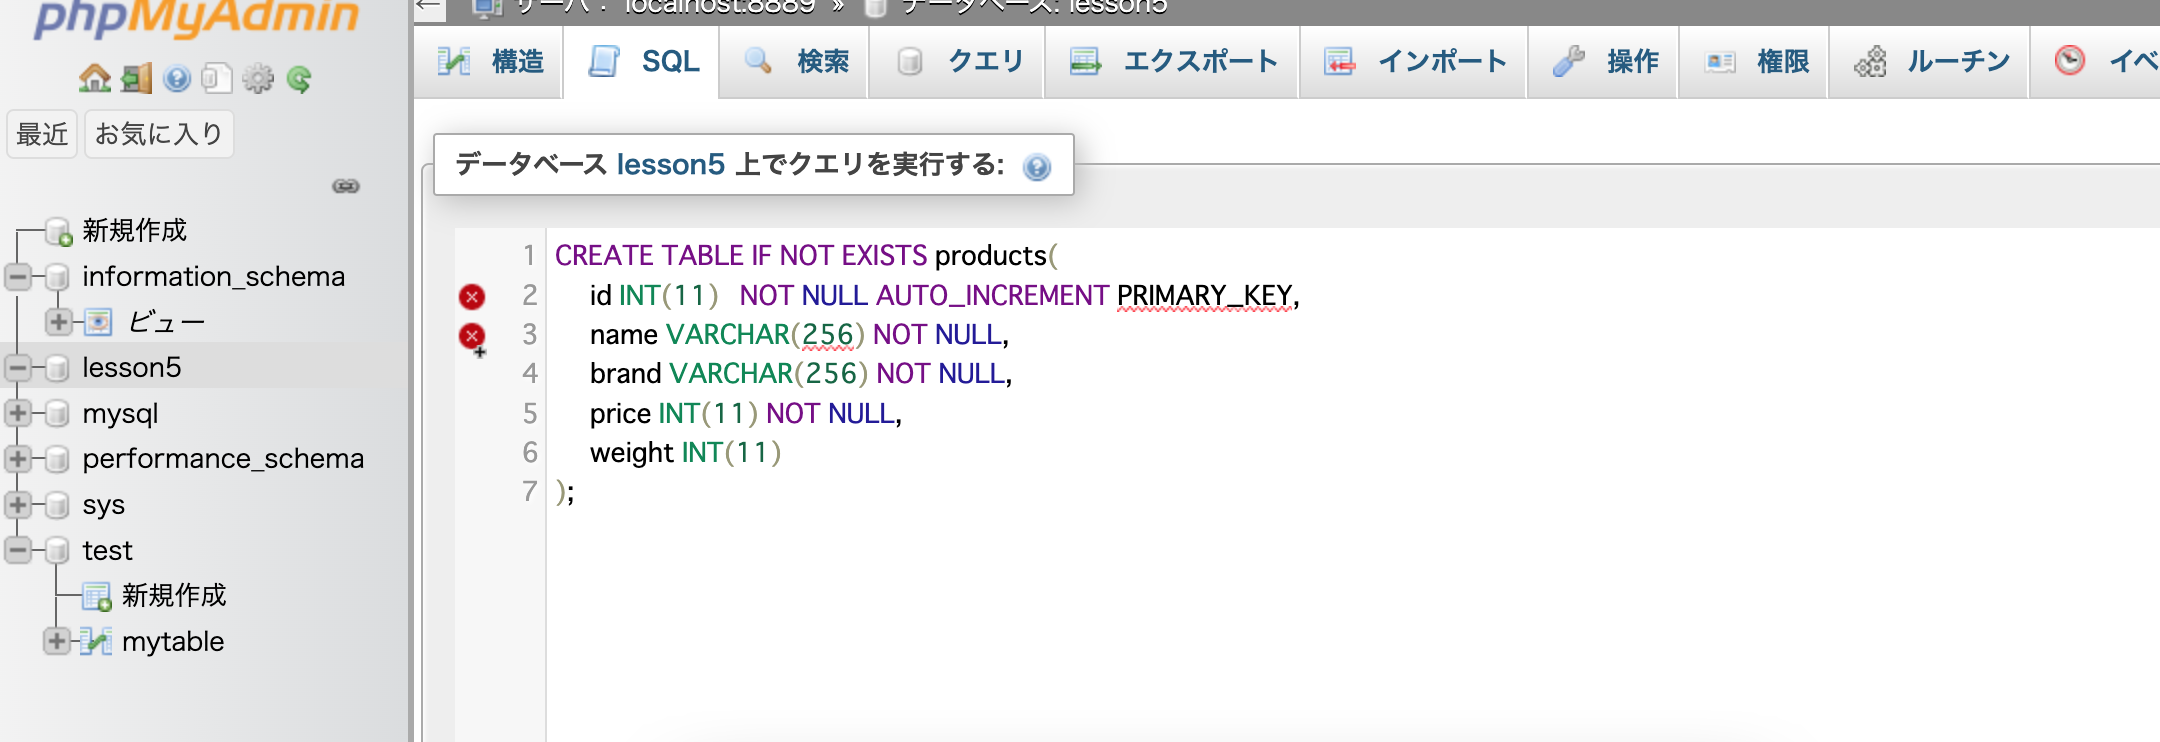 phpMyAdmin
最近 お気に入り
新規作成
information_schema
ビュー
lesson5
mysql
performance_schema
sys
test
新規作成
mytable
サーバ: localhost:8889 » データベース: lesson5
構造 SQL 検索 クエリ エクスポート インポート 操作 権限 ルーチン イベ
データベース lesson5 上でクエリを実行する:
1 CREATE TABLE IF NOT EXISTS products(
2 id INT(11) NOT NULL AUTO_INCREMENT PRIMARY_KEY,
3 name VARCHAR(256) NOT NULL,
4 brand VARCHAR(256) NOT NULL,
5 price INT(11) NOT NULL,
6 weight INT(11)
7 );